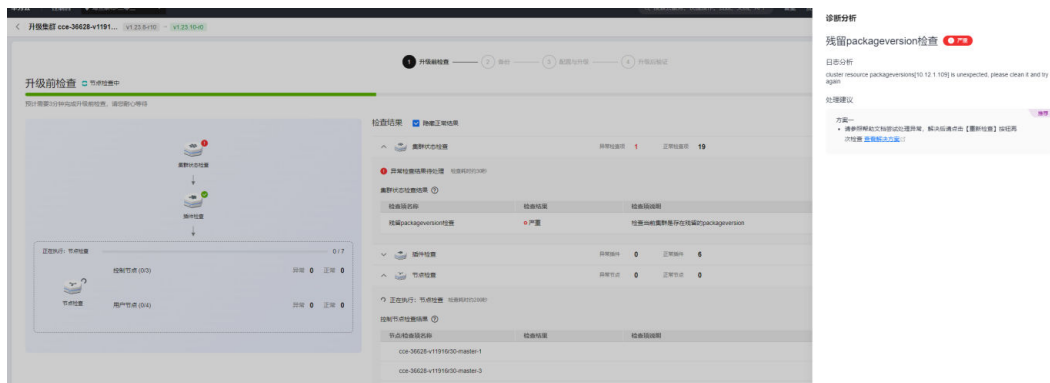 升级集群 cce-36628-v1191... v1.23.8-r10 → v1.23.10-r0
1 升级前检查
2 备份
3 配置与升级
4 升级后验证
升级前检查 节点检查中
预计需要3分钟完成升级前检查,请您耐心等待
集群状态检查
插件检查
正在执行:节点检查 0/7
节点检查
控制节点 (0/3) 异常 0 正常 0
用户节点 (0/4) 异常 0 正常 0
检查结果 隐藏正常结果
集群状态检查 异常检查项 1 正常检查项 19
异常检查结果待处理
集群状态检查结果
检查项名称 检查结果 检查项说明
残留packageversion检查 严重 检查当前集群是否存在残留的packageversion
插件检查 异常插件 0 正常插件 6
节点检查 异常节点 0 正常节点 0
正在执行:节点检查
控制节点检查结果
节点/检查项名称 检查结果 检查项说明
cce-36628-v11916r30-master-1
cce-36628-v11916r30-master-3
诊断分析
残留packageversion检查 严重
日志分析
cluster resource packageversions[10.12.1.109] is unexpected, please clean it and try
again
处理建议
推荐
方案一
• 请参照帮助文档尝试处理异常,解决后请点击【重新检查】按钮再
次检查 查看解决方案